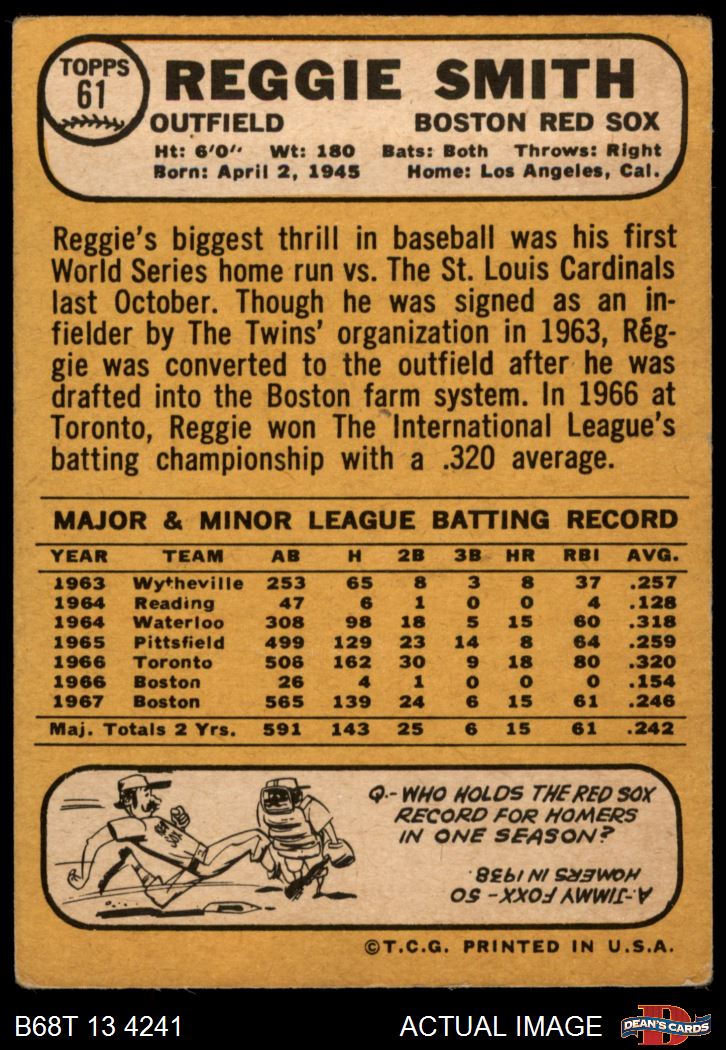 TOPPS
61
REGGIE SMITH
OUTFIELD BOSTON RED SOX
Ht: 6'0" Wt: 180 Bats: Both Throws: Right
Born: April 2, 1945 Home: Los Angeles, Cal.
Reggie's biggest thrill in baseball was his first
World Series home run vs. The St. Louis Cardinals
last October. Though he was signed as an in-
fielder by The Twins' organization in 1963, Reg-
gie was converted to the outfield after he was
drafted into the Boston farm system. In 1966 at
Toronto, Reggie won The International League's
batting championship with a .320 average.
MAJOR & MINOR LEAGUE BATTING RECORD
YEAR TEAM AB H 2B 3B HR RBI AVG.
1963 Wytheville 253 65 8 3 8 37 .257
1964 Reading 47 6 1 0 0 4 .128
1964 Waterloo 308 98 18 5 15 60 .318
1965 Pittsfield 499 129 23 14 8 64 .259
1966 Toronto 506 162 30 9 18 80 .320
1966 Boston 26 4 1 0 0 0 .154
1967 Boston 565 139 24 6 15 61 .246
Maj. Totals 2 Yrs. 591 143 25 6 15 61 .242
Q.- WHO HOLDS THE RED SOX
RECORD FOR HOMERS
IN ONE SEASON?
A.-JIMMY FOXX - 50
HOMERS IN 1938.
©T.C.G. PRINTED IN U.S.A.
B68T 13 4241 ACTUAL IMAGE
DEAN'S CARDS